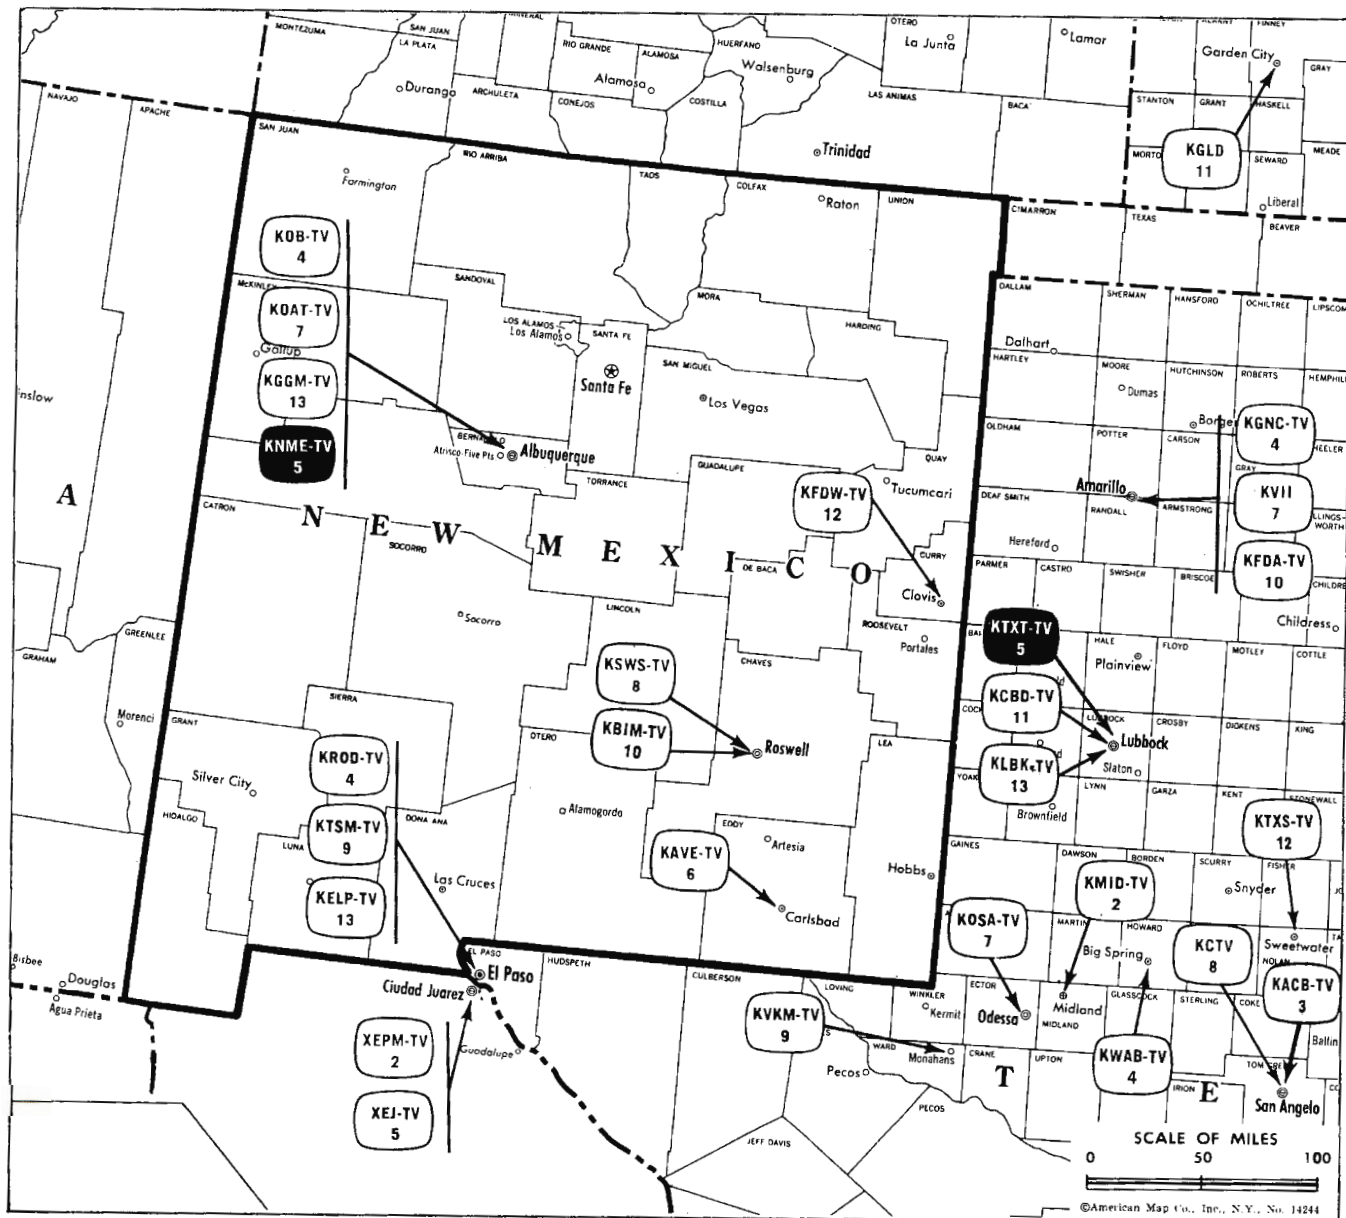 MONTEZUMA
SAN JUAN
LA PLATA
MINERAL
RIO GRANDE
ALAMOSA
HUERFANO
OTERO
La Junta
Lamar
FINNEY
Garden City
GRAY
Durango
ARCHULETA
Alamosa
CONEJOS
COSTILLA
Walsenburg
LAS ANIMAS
BACA
STANTON
GRANT
HASKELL
NAVAJO
APACHE
SAN JUAN
RIO ARRIBA
TAOS
COLFAX
Trinidad
KGLD
11
SEWARD
MEADE
Farmington
Raton
UNION
CIMARRON
TEXAS
Liberal
BEAVER
KOB-TV
4
McKINLEY
SANDOVAL
MORA
HARDING
DALLAM
SHERMAN
HANSFORD
OCHILTREE
LIPSCOM
KOAT-TV
7
Gallup
LOS ALAMOS
Los Alamos
SANTA FE
Santa Fe
SAN MIGUEL
Los Vegas
Dalhart
HARTLEY
MOORE
Dumas
HUTCHINSON
ROBERTS
HEMPHILL
KGGM-TV
13
KNME-TV
5
BERNALILLO
Atrisco-Five Pts
Albuquerque
OLDHAM
POTTER
Borger
CARSON
GRAY
KGNC-TV
4
HEELER
TORRANCE
GUADALUPE
QUAY
Tucumcari
KFDW-TV
12
DEAF SMITH
Amarillo
RANDALL
ARMSTRONG
KVII
7
LLINGS-
WORTH
A
CATRON
SOCORRO
NEW MEXICO
DE BACA
CURRY
Clovis
Hereford
PARMER
CASTRO
SWISHER
BRISCOE
KFDA-TV
10
CHILDRE
Childress
GREENLEE
GRAHAM
Socorro
LINCOLN
ROOSEVELT
Portales
KTXT-TV
5
HALE
Plainview
FLOYD
MOTLEY
COTTLE
Morenci
GRANT
SIERRA
KSWS-TV
8
CHAVES
KCBD-TV
11
LUBBOCK
Lubbock
CROSBY
DICKENS
KING
KROD-TV
4
OTERO
KBIM-TV
10
Roswell
LEA
KLBK-TV
13
Slaton
LYNN
GARZA
KENT
STONEWALL
Silver City
HIDALGO
LUNA
KTSM-TV
9
DONA ANA
Alamogordo
EDDY
Artesia
Brownfield
KTXS-TV
12
KELP-TV
13
Las Cruces
KAVE-TV
6
Carlsbad
Hobbs
GAINES
DAWSON
BORDEN
SCURRY
FISHER
Snyder
KMID-TV
2
KOSA-TV
7
MARTIN
HOWARD
Big Spring
KCTV
8
Sweetwater
NOLAN
Bisbee
Douglas
Agua Prieta
EL PASO
El Paso
Ciudad Juarez
HUDSPETH
CULBERSON
LOVING
WINKLER
Kermit
ECTOR
Odessa
Midland
MIDLAND
GLASSCOCK
STERLING
COKE
KACB-TV
3
Ballin
XEPM-TV
2
Guadalupe
KVKM-TV
9
WARD
Monahans
CRANE
UPTON
KWAB-TV
4
IRION
TOM GREEN
San Angelo
XEJ-TV
5
Pecos
PECOS
JEFF DAVIS
T E
SCALE OF MILES
0 50 100
©American Map Co., Inc., N.Y., No. 14244